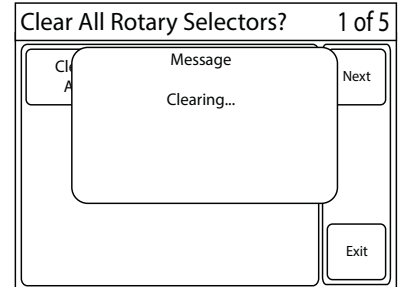 Clear All Rotary Selectors? 1 of 5
Message
Next
Clearing...
Exit